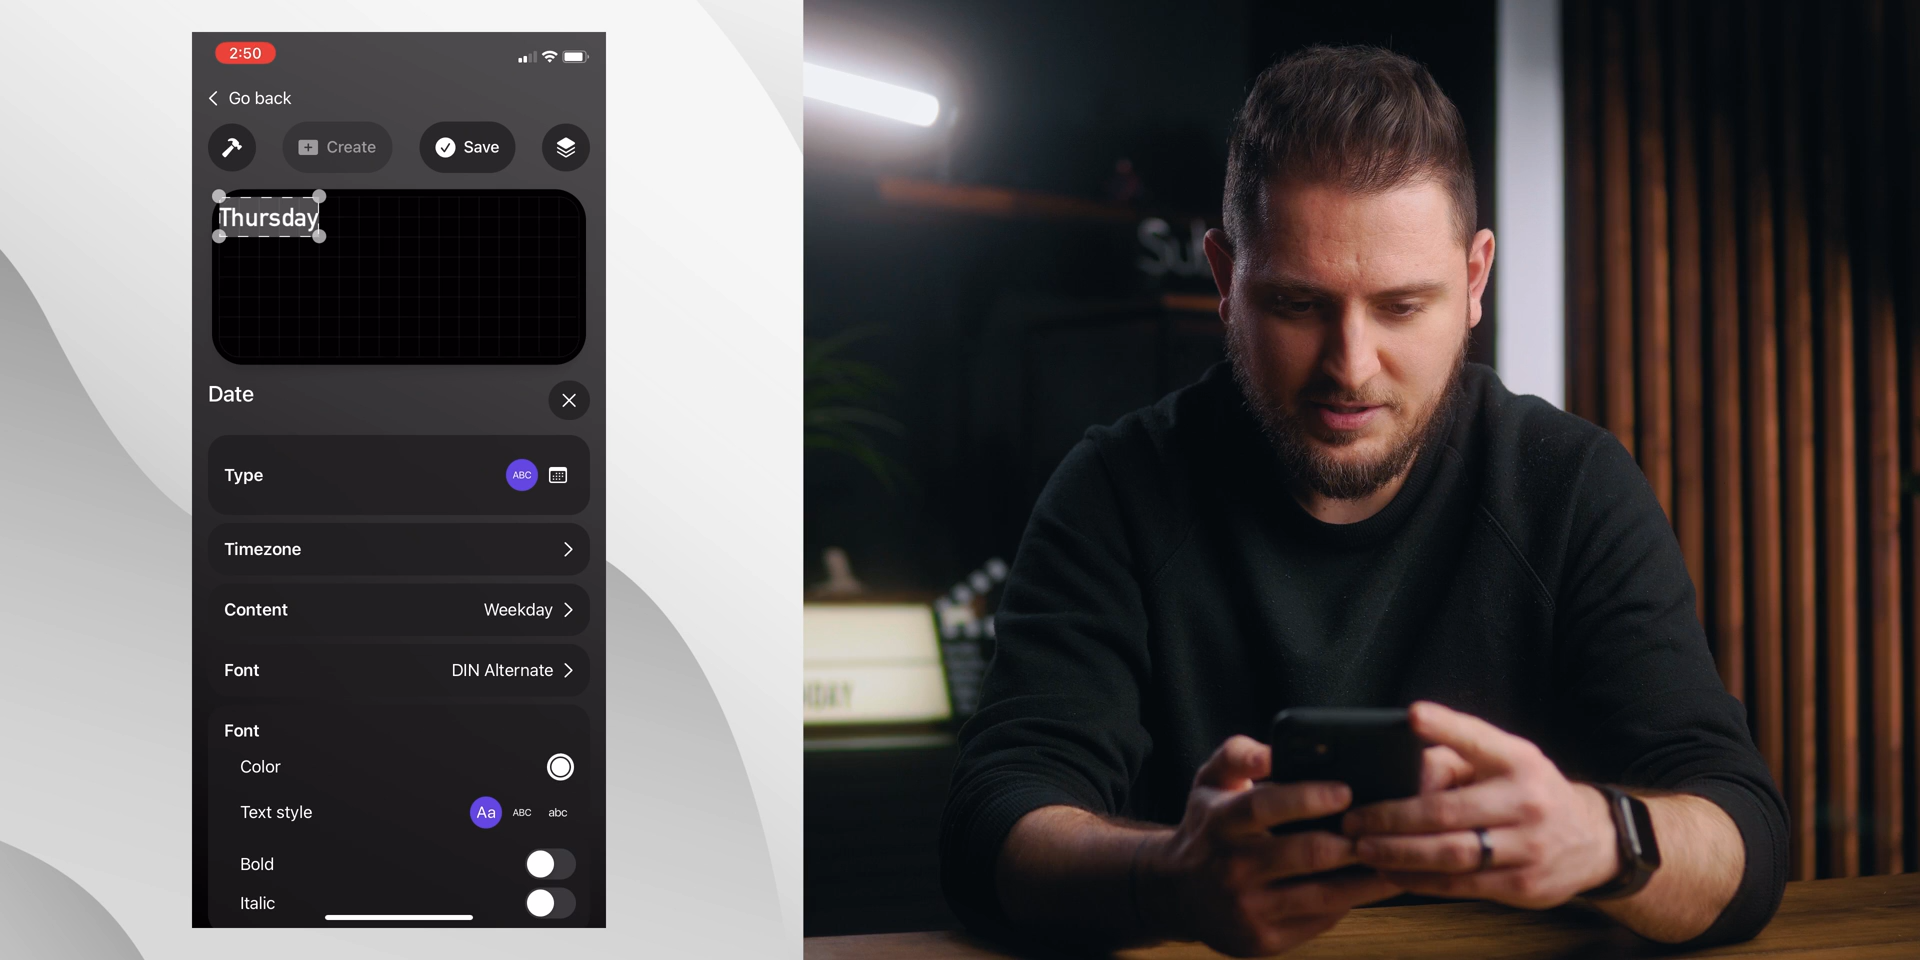 2:50
Go back
Create
Save
Thursday
Date
Type
ABC
Timezone
Content
Weekday
Font
DIN Alternate
Font
Color
Text style
Aa
ABC
abc
Bold
Italic